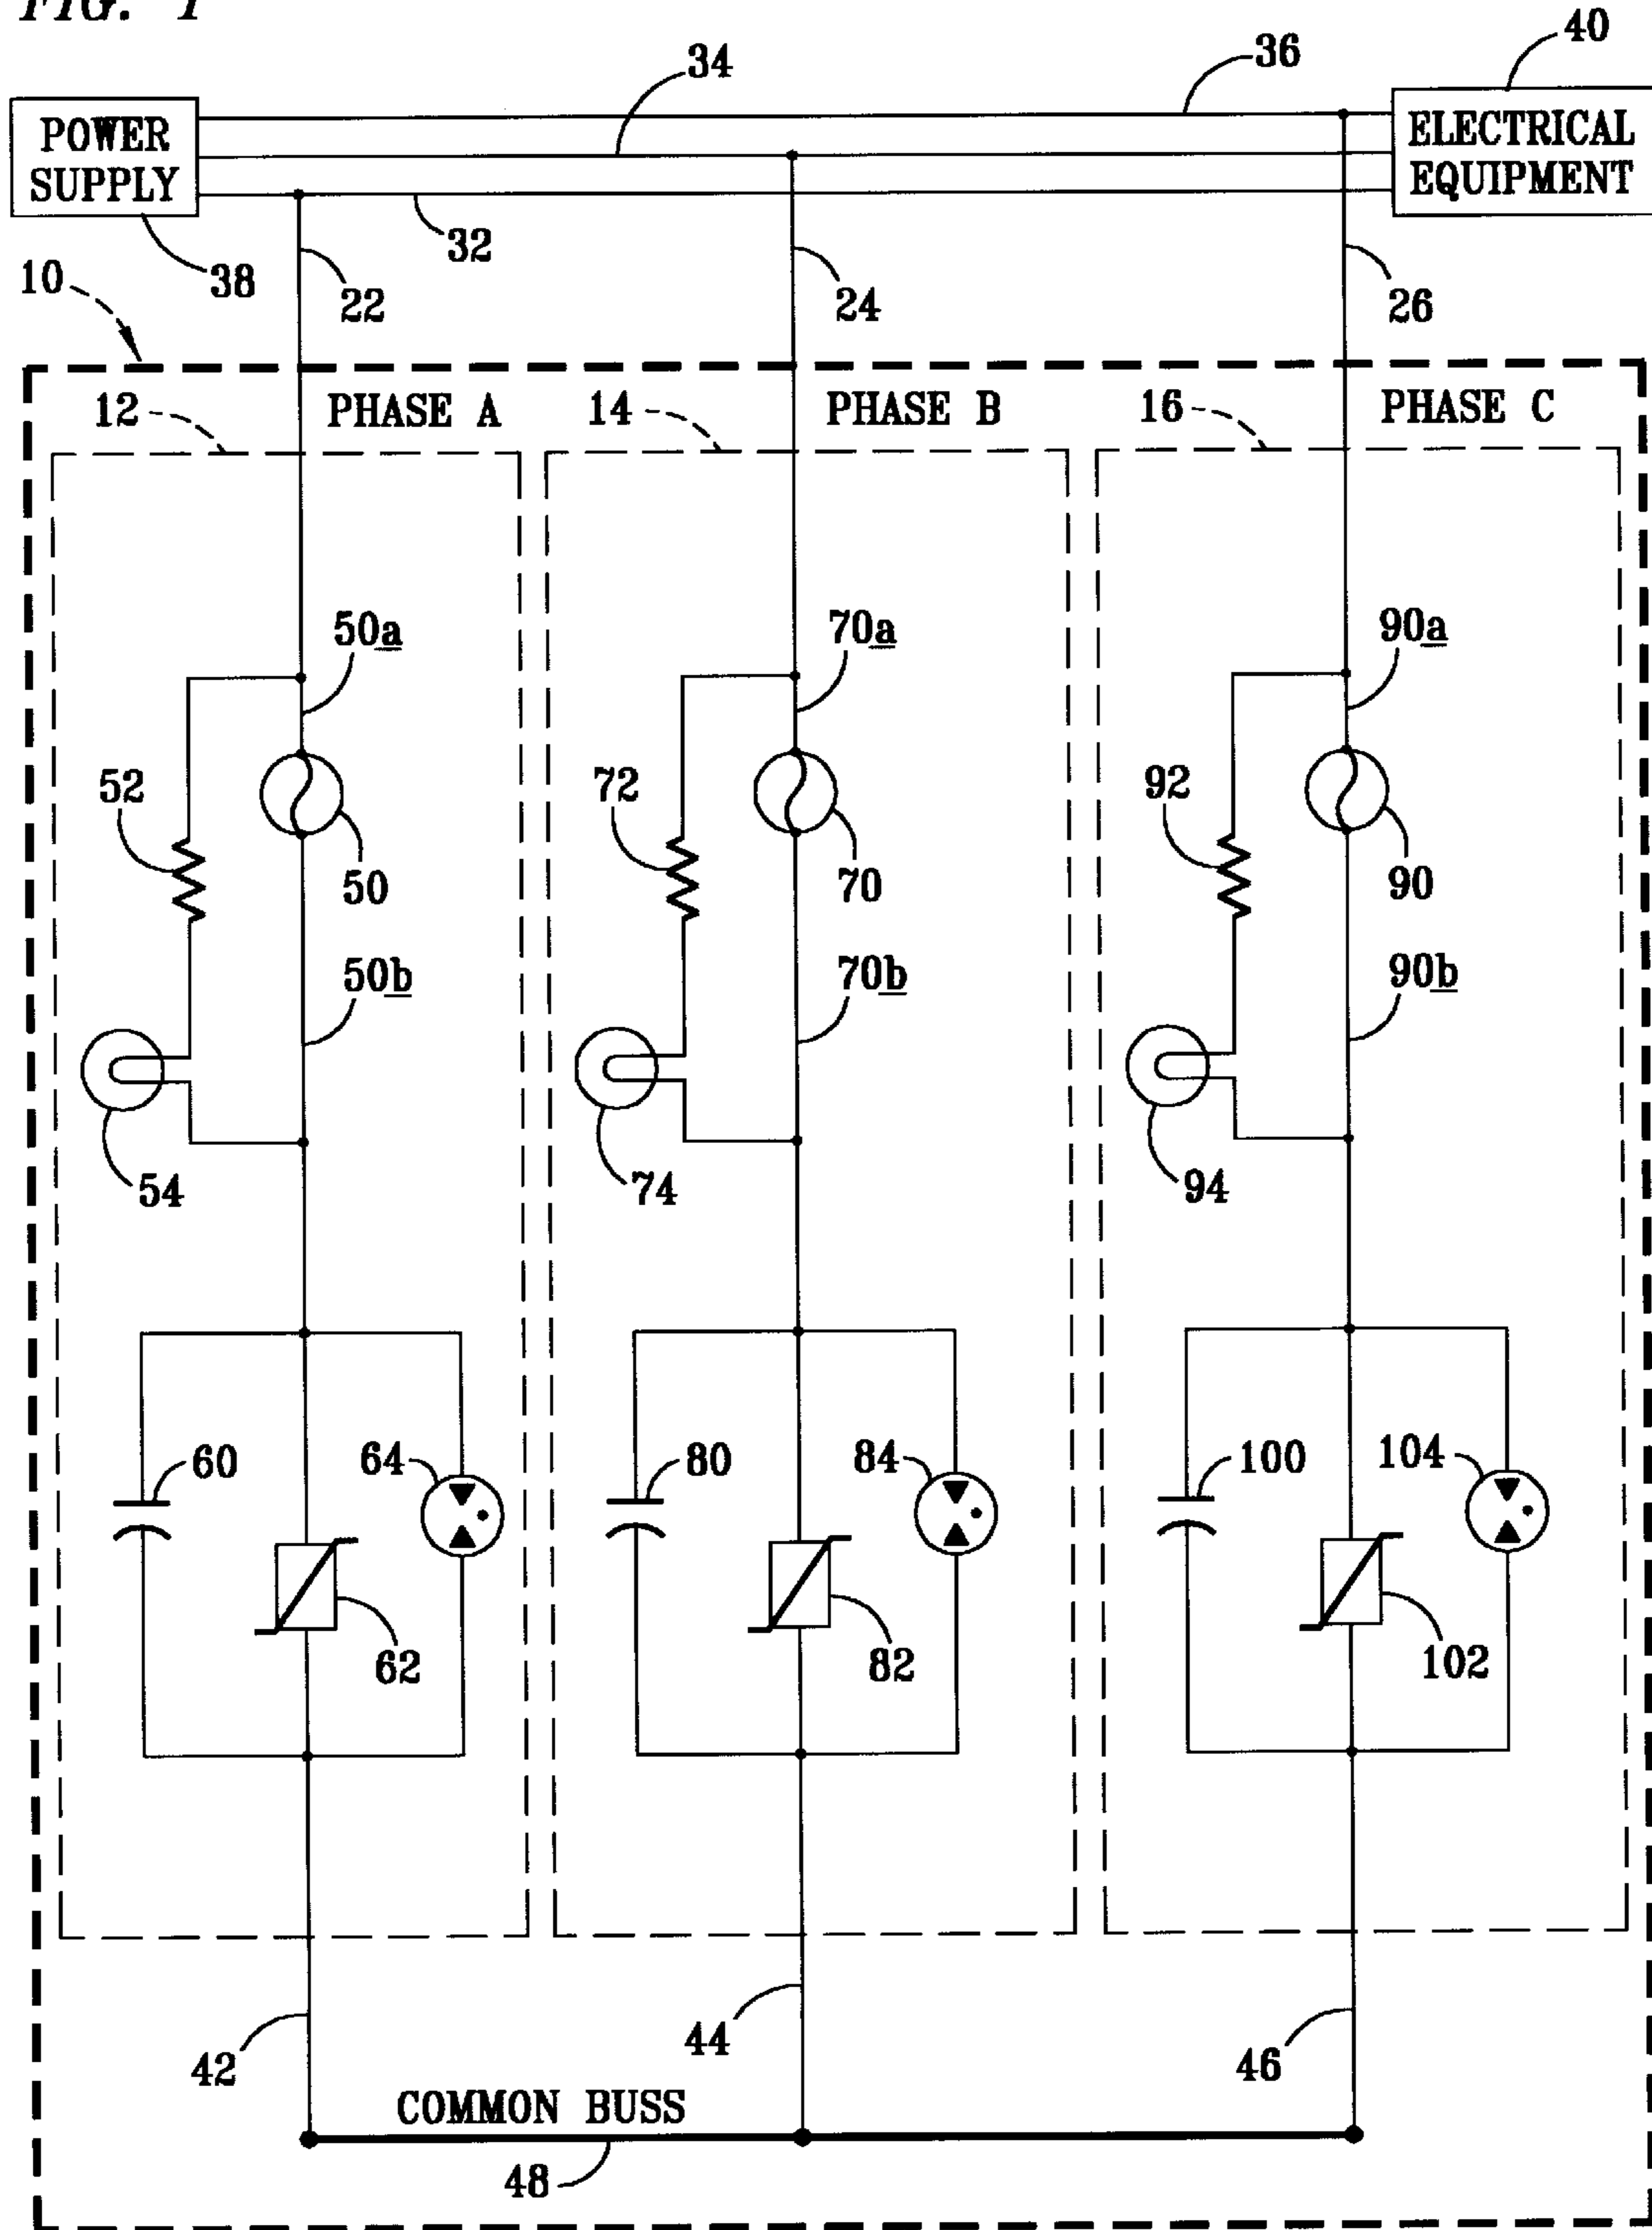 FIG. 1
40
34
36
POWER
SUPPLY
ELECTRICAL
EQUIPMENT
32
38
10
22
24
26
12
PHASE A
14
PHASE B
16
PHASE C
50a
70a
90a
52
72
92
50
70
90
50b
70b
90b
54
74
94
60
64
80
84
100
104
62
82
102
42
44
46
COMMON BUSS
48